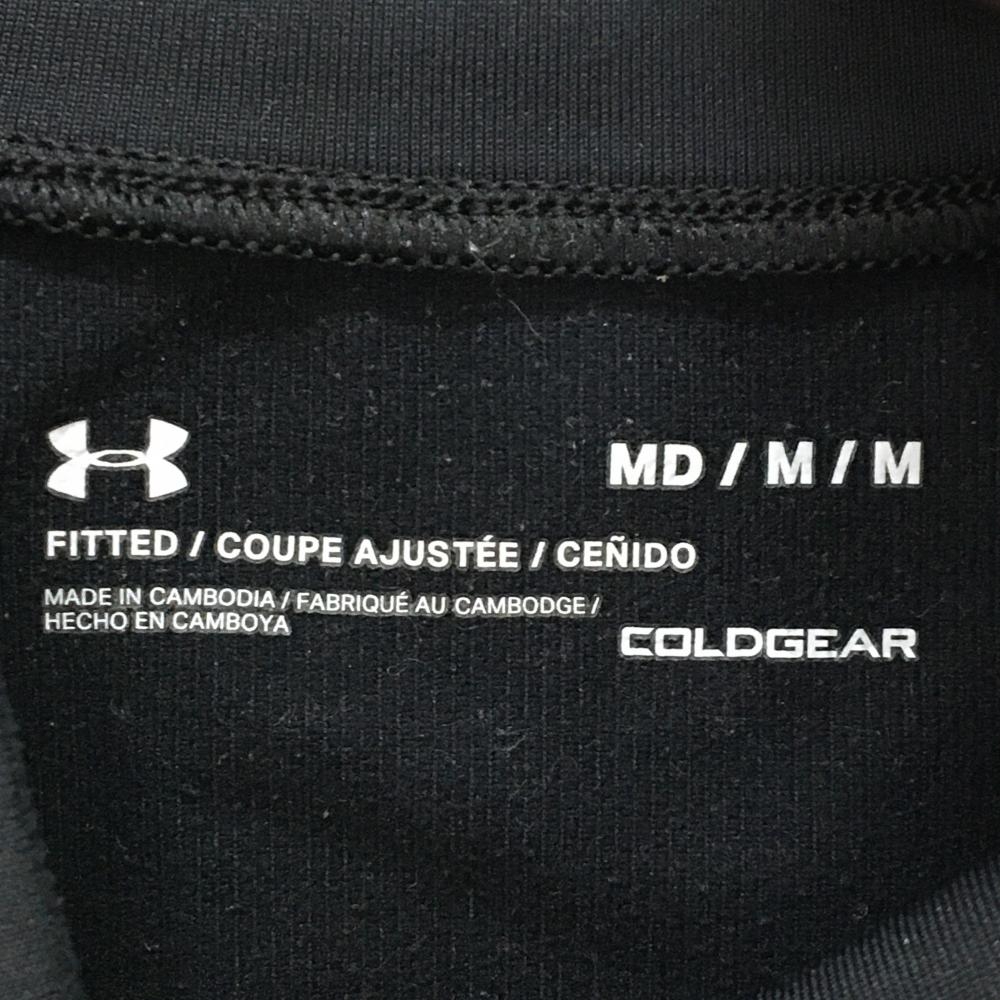 MD / M / M
FITTED / COUPE AJUSTÉE / CEÑIDO
MADE IN CAMBODIA / FABRIQUÉ AU CAMBODGE /
HECHO EN CAMBOYA
COLDGEAR